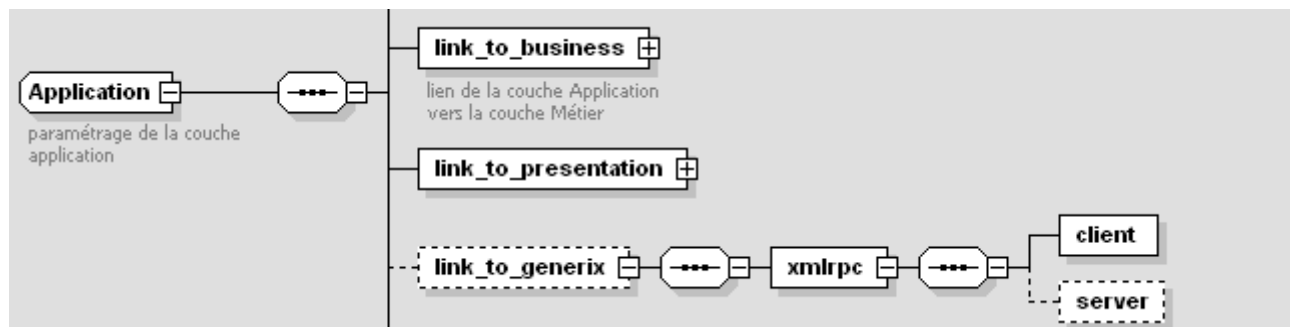 link_to_business
lien de la couche Application
vers la couche Métier
Application
paramétrage de la couche
application
link_to_presentation
link_to_generix
xmlrpc
client
server